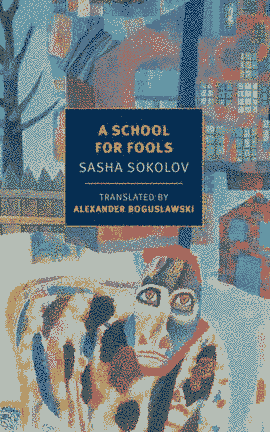 A SCHOOL
FOR FOOLS
SASHA SOKOLOV
TRANSLATED BY
ALEXANDER BOGUSLAWSKI